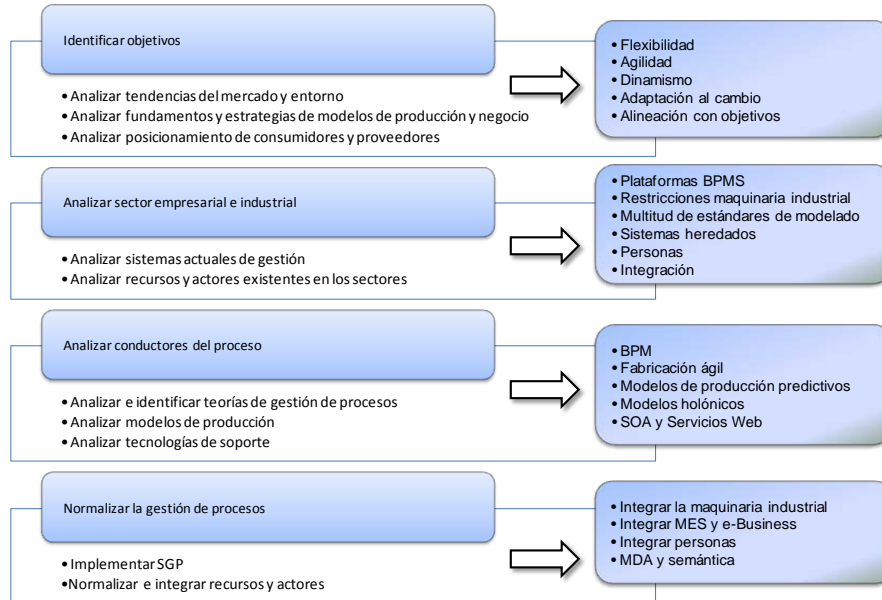 Identificar objetivos
• Analizar tendencias del mercado y entorno
• Analizar fundamentos y estrategias de modelos de producción y negocio
• Analizar posicionamiento de consumidores y proveedores
• Flexibilidad
• Agilidad
• Dinamismo
• Adaptación al cambio
• Alineación con objetivos
Analizar sector empresarial e industrial
• Analizar sistemas actuales de gestión
• Analizar recursos y actores existentes en los sectores
• Plataformas BPMS
• Restricciones maquinaria industrial
• Multitud de estándares de modelado
• Sistemas heredados
• Personas
• Integración
Analizar conductores del proceso
• Analizar e identificar teorías de gestión de procesos
• Analizar modelos de producción
• Analizar tecnologías de soporte
• BPM
• Fabricación ágil
• Modelos de producción predictivos
• Modelos holónicos
• SOA y Servicios Web
Normalizar la gestión de procesos
• Implementar SGP
•Normalizar e integrar recursos y actores
• Integrar la maquinaria industrial
• Integrar MES y e-Business
• Integrar personas
• MDA y semántica